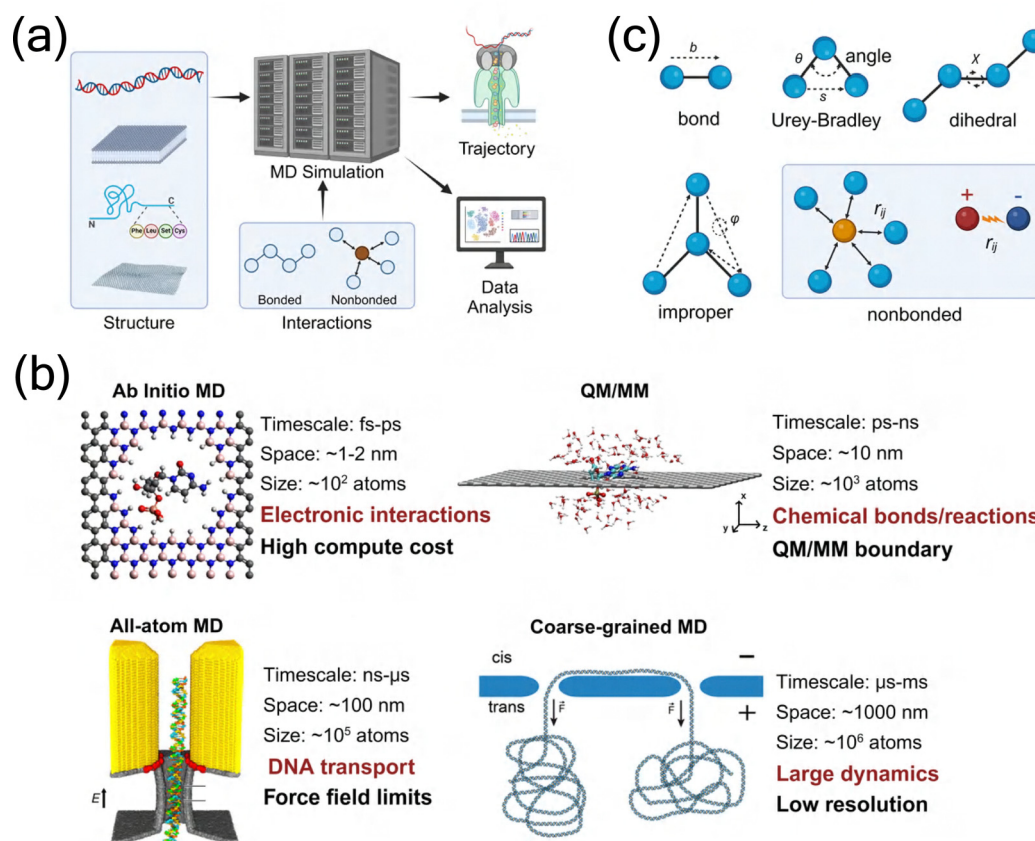 (a)
N
C
Phe Leu Set Cys
Structure
MD Simulation
Bonded
Nonbonded
Interactions
Trajectory
Data
Analysis
(c)
b
bond
θ
angle
s
Urey-Bradley
X
dihedral
φ
improper
r_ij
+
-
r_ij
nonbonded
(b)
Ab Initio MD
Timescale: fs-ps
Space: ~1-2 nm
Size: ~10² atoms
Electronic interactions
High compute cost
QM/MM
Timescale: ps-ns
Space: ~10 nm
Size: ~10³ atoms
Chemical bonds/reactions
QM/MM boundary
x
y
z
All-atom MD
E
Timescale: ns-µs
Space: ~100 nm
Size: ~10⁵ atoms
DNA transport
Force field limits
Coarse-grained MD
cis
trans
F⃗
F⃗
−
+
Timescale: µs-ms
Space: ~1000 nm
Size: ~10⁶ atoms
Large dynamics
Low resolution